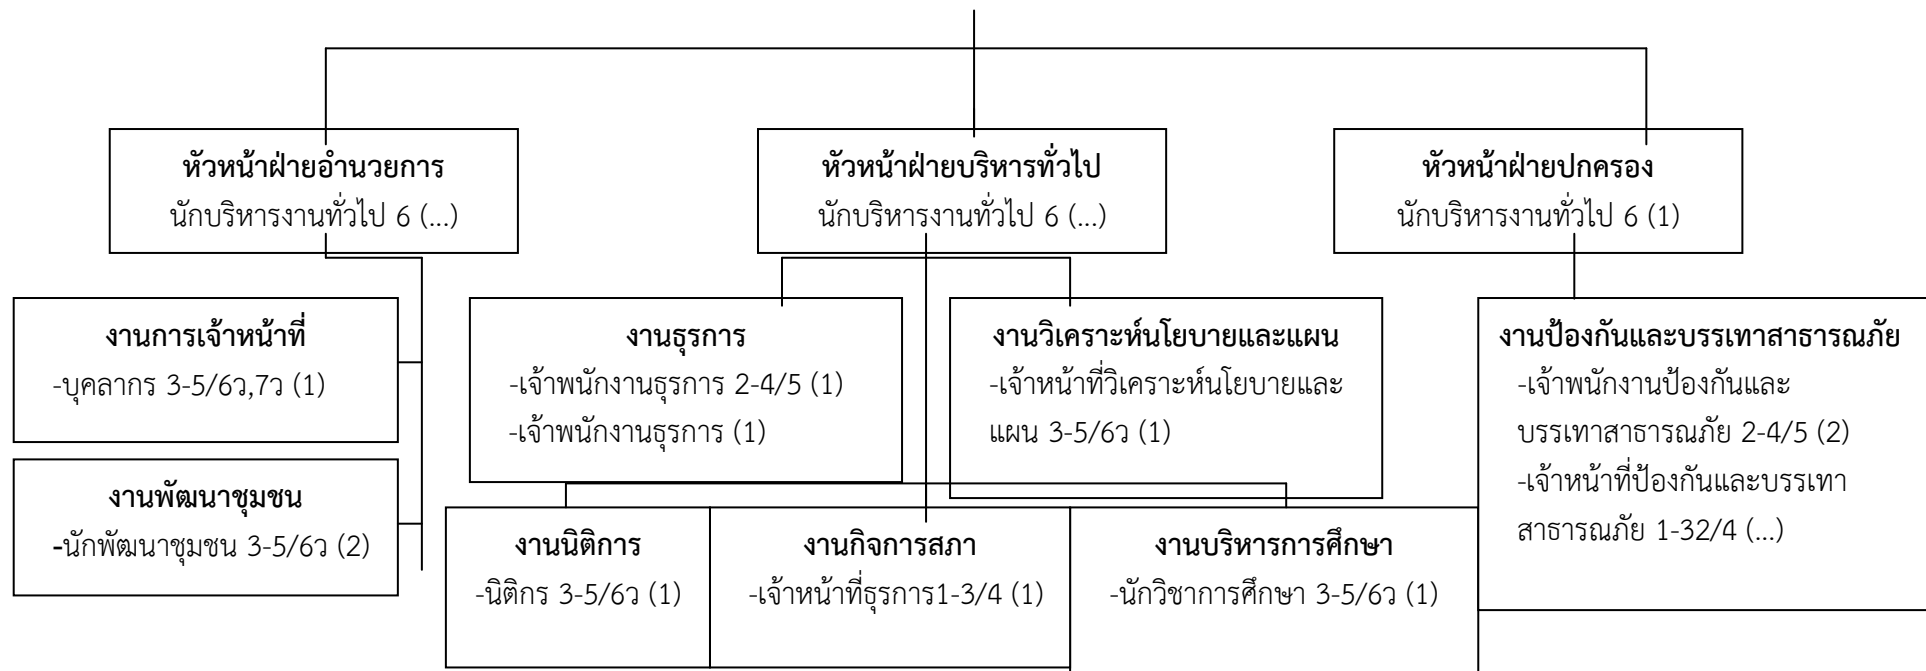 หัวหน้าฝ่ายอำนวยการ
นักบริหารงานทั่วไป 6 (...)
หัวหน้าฝ่ายบริหารทั่วไป
นักบริหารงานทั่วไป 6 (...)
หัวหน้าฝ่ายปกครอง
นักบริหารงานทั่วไป 6 (1)
งานการเจ้าหน้าที่
-บุคลากร 3-5/6ว,7ว (1)
งานพัฒนาชุมชน
-นักพัฒนาชุมชน 3-5/6ว (2)
งานธุรการ
-เจ้าพนักงานธุรการ 2-4/5 (1)
-เจ้าพนักงานธุรการ (1)
งานวิเคราะห์นโยบายและแผน
-เจ้าหน้าที่วิเคราะห์นโยบายและ
แผน 3-5/6ว (1)
งานป้องกันและบรรเทาสาธารณภัย
-เจ้าพนักงานป้องกันและ
บรรเทาสาธารณภัย 2-4/5 (2)
-เจ้าหน้าที่ป้องกันและบรรเทา
สาธารณภัย 1-32/4 (...)
งานนิติการ
-นิติกร 3-5/6ว (1)
งานกิจการสภา
-เจ้าหน้าที่ธุรการ1-3/4 (1)
งานบริหารการศึกษา
-นักวิชาการศึกษา 3-5/6ว (1)